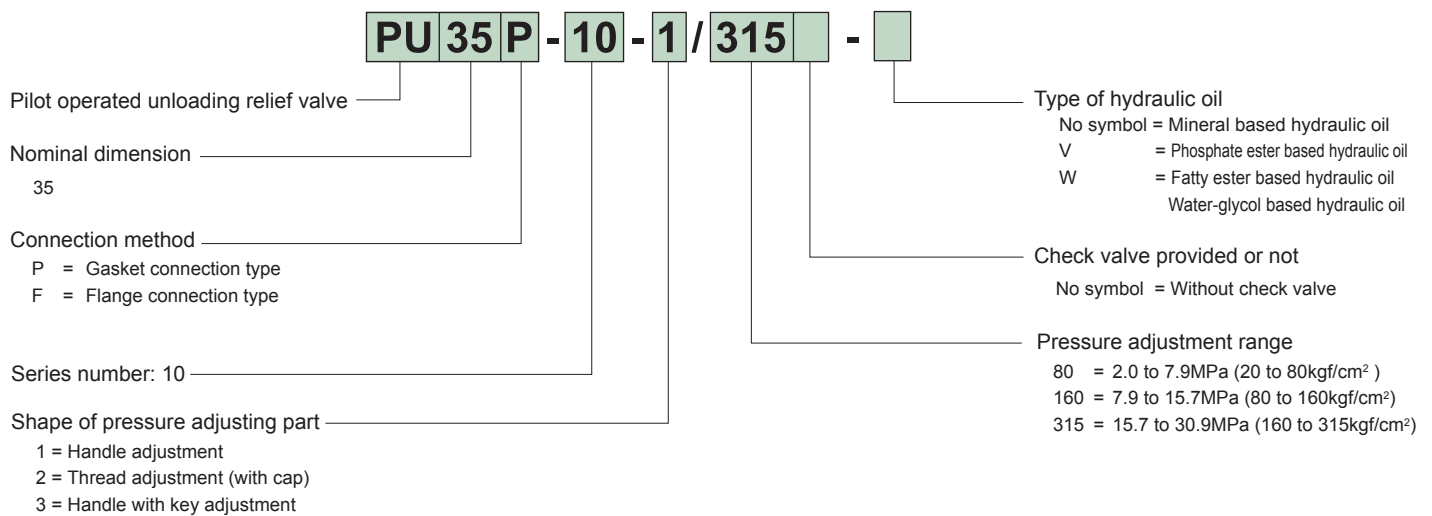 PU 35 P - 10 - 1 / 315 -
Pilot operated unloading relief valve
Nominal dimension
35
Connection method
P = Gasket connection type
F = Flange connection type
Series number: 10
Shape of pressure adjusting part
1 = Handle adjustment
2 = Thread adjustment (with cap)
3 = Handle with key adjustment
Type of hydraulic oil
No symbol = Mineral based hydraulic oil
V = Phosphate ester based hydraulic oil
W = Fatty ester based hydraulic oil
Water-glycol based hydraulic oil
Check valve provided or not
No symbol = Without check valve
Pressure adjustment range
80 = 2.0 to 7.9MPa (20 to 80kgf/cm² )
160 = 7.9 to 15.7MPa (80 to 160kgf/cm²)
315 = 15.7 to 30.9MPa (160 to 315kgf/cm²)